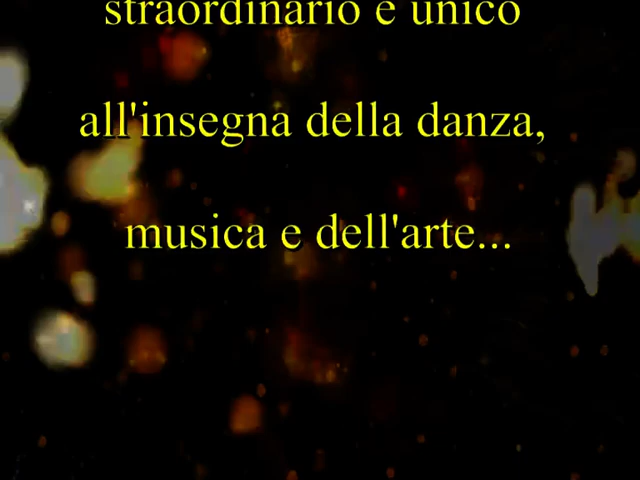 straordinario e unico
all'insegna della danza,
musica e dell'arte...